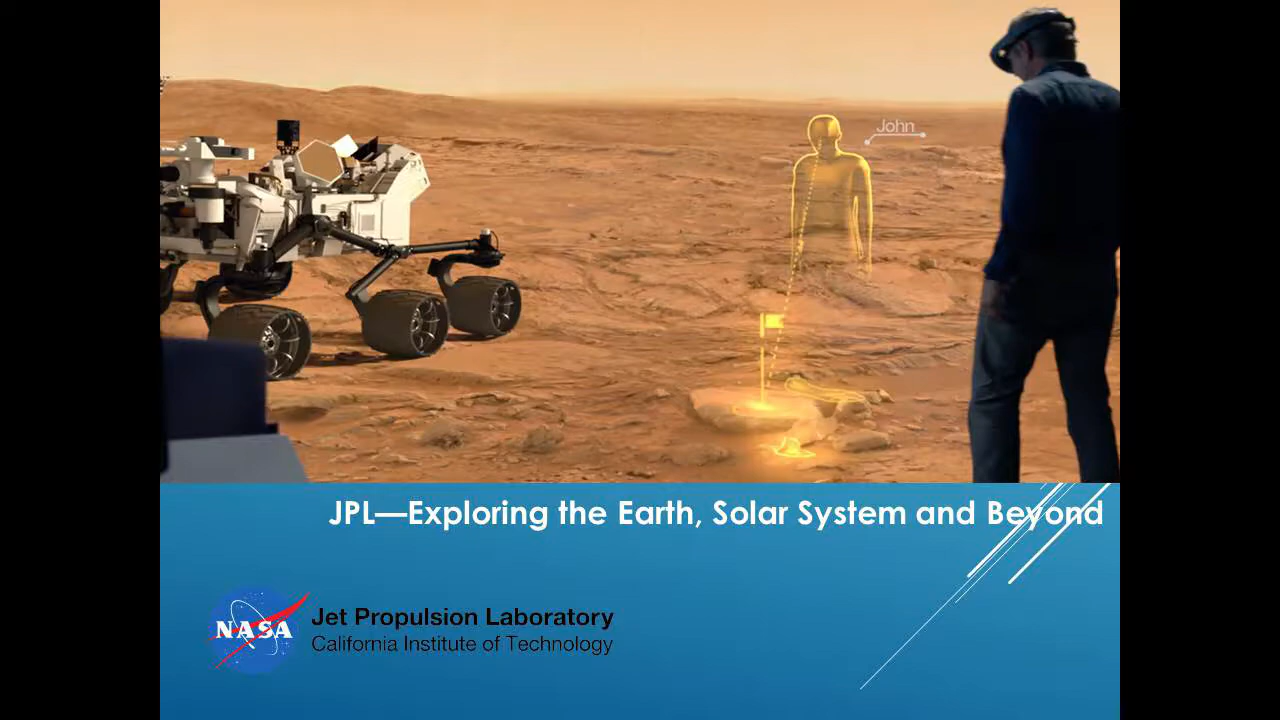 John
JPL—Exploring the Earth, Solar System and Beyond
NASA
Jet Propulsion Laboratory
California Institute of Technology